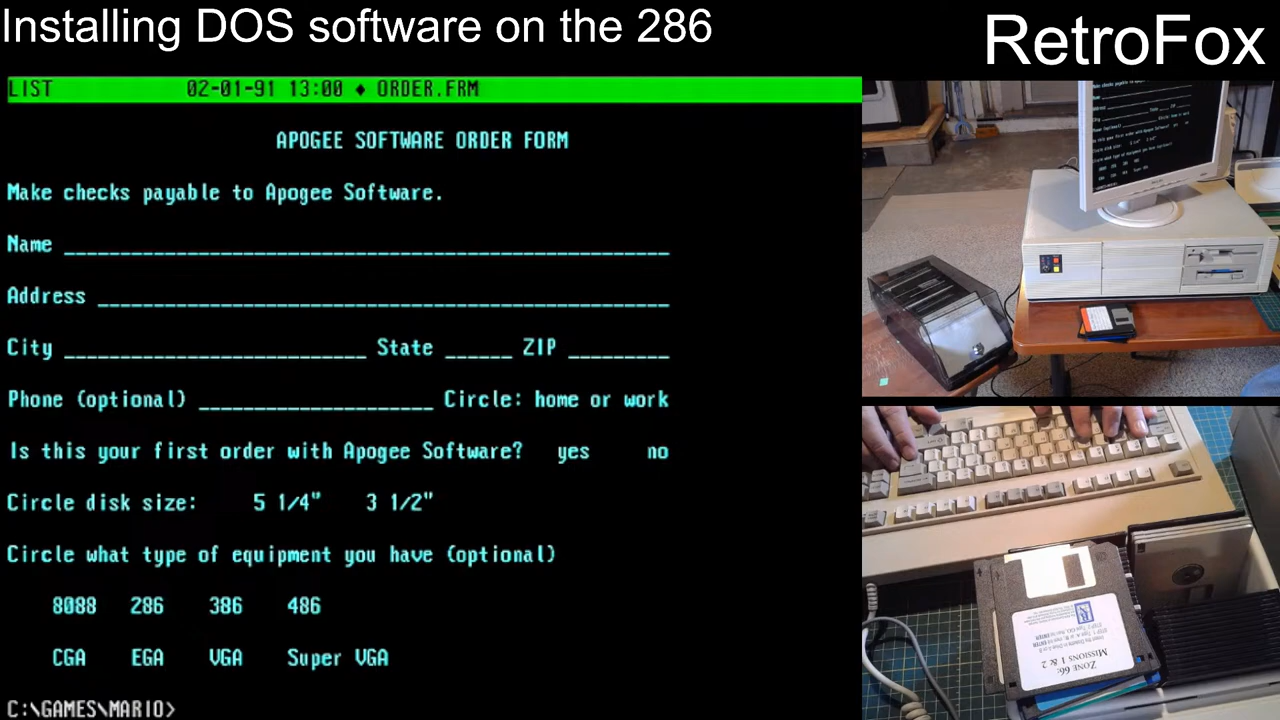 Installing DOS software on the 286
RetroFox
LIST 02-01-91 13:00 ♦ ORDER.FRM
APOGEE SOFTWARE ORDER FORM
Make checks payable to Apogee Software.
Name ______________________________________________________
Address ___________________________________________________
City ___________________________ State ______ ZIP _________
Phone (optional) _____________________ Circle: home or work
Is this your first order with Apogee Software? yes no
Circle disk size: 5 1/4" 3 1/2"
Circle what type of equipment you have (optional)
8088 286 386 486
CGA EGA VGA Super VGA
C:\GAMES\MARIO>
ZONE 66:
MISSIONS 1 & 2